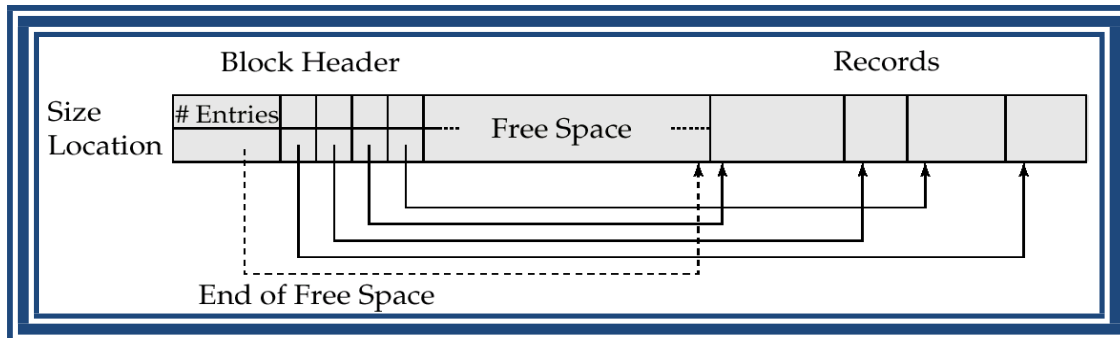 Block Header
Records
Size
# Entries
Free Space
Location
End of Free Space